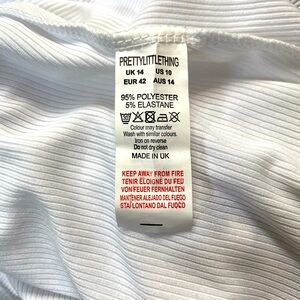 PRETTYLITTLETHING
UK 14 US 10
EUR 42 AUS 14
95% POLYESTER
5% ELASTANE
Colour may transfer
Wash with similar colours.
Iron on reverse
Do not dry clean
MADE IN UK
KEEP AWAY FROM FIRE
TENIR ÉLOIGNÉ DU FEU
VON FEUER FERNHALTEN
MANTENER ALEJADO DEL FUEGO
STAI LONTANO DAL FUOCO